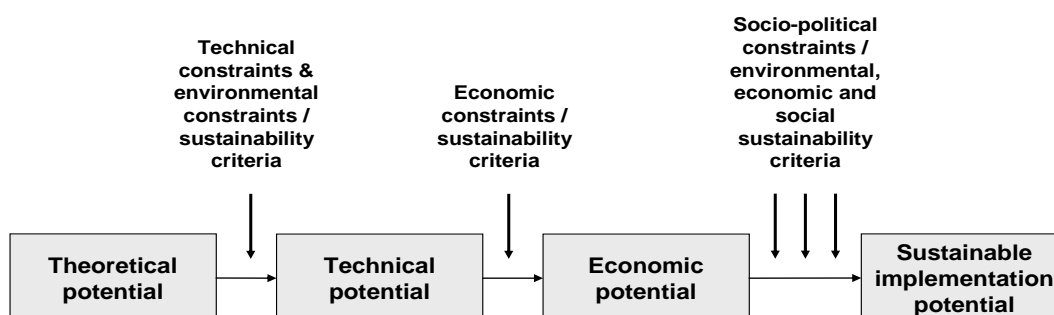 Technical
constraints &
environmental
constraints /
sustainability
criteria
Economic
constraints /
sustainability
criteria
Socio-political
constraints /
environmental,
economic and
social
sustainability
criteria
Theoretical
potential
Technical
potential
Economic
potential
Sustainable
implementation
potential